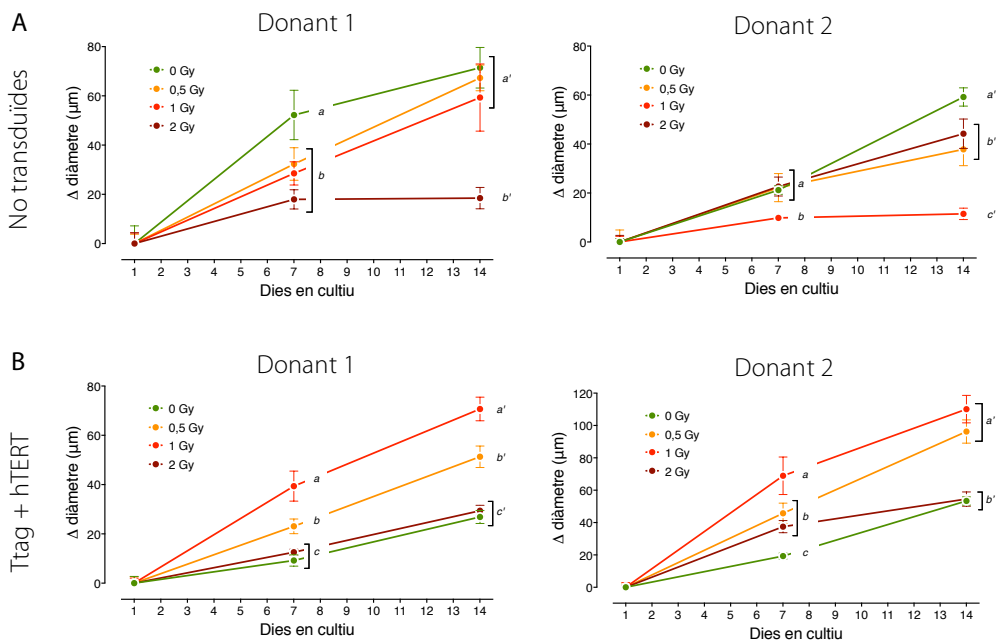 A
No transduïdes
Donant 1
Δ diàmetre (µm)
80
60
40
20
0
0 Gy
0,5 Gy
1 Gy
2 Gy
a
b
a'
b'
1 2 3 4 5 6 7 8 9 10 11 12 13 14
Dies en cultiu
Donant 2
Δ diàmetre (µm)
80
60
40
20
0
0 Gy
0,5 Gy
1 Gy
2 Gy
a
b
a'
b'
c'
1 2 3 4 5 6 7 8 9 10 11 12 13 14
Dies en cultiu
B
Ttag + hTERT
Donant 1
Δ diàmetre (µm)
80
60
40
20
0
0 Gy
0,5 Gy
1 Gy
2 Gy
a
b
c
a'
b'
c'
1 2 3 4 5 6 7 8 9 10 11 12 13 14
Dies en cultiu
Donant 2
Δ diàmetre (µm)
120
100
80
60
40
20
0
0 Gy
0,5 Gy
1 Gy
2 Gy
a
b
c
a'
b'
1 2 3 4 5 6 7 8 9 10 11 12 13 14
Dies en cultiu